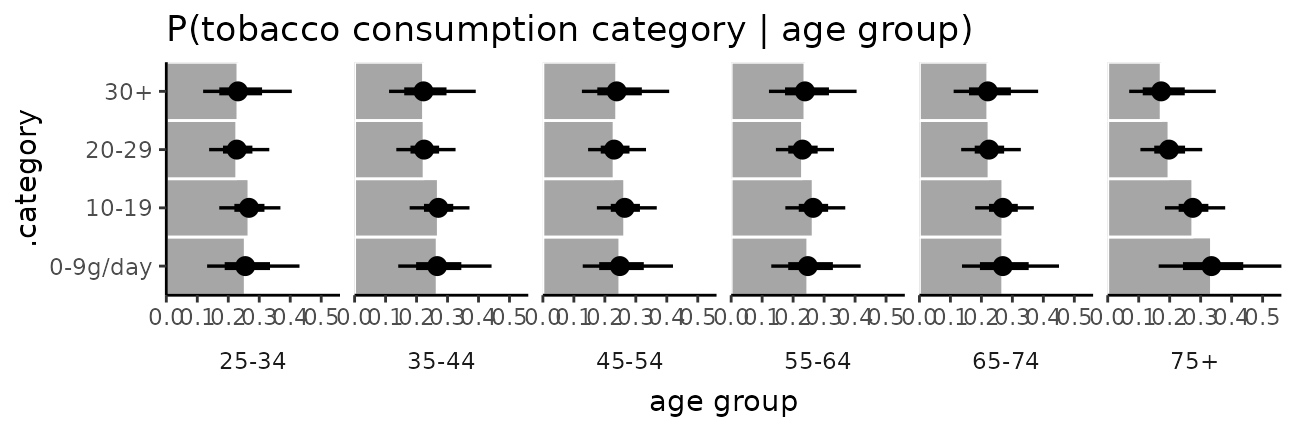 P(tobacco consumption category | age group)
.category
30+
20-29
10-19
0-9g/day
0.0 0.1 0.2 0.3 0.4 0.5 0.0 0.1 0.2 0.3 0.4 0.5 0.0 0.1 0.2 0.3 0.4 0.5 0.0 0.1 0.2 0.3 0.4 0.5 0.0 0.1 0.2 0.3 0.4 0.5 0.0 0.1 0.2 0.3 0.4 0.5
25-34 35-44 45-54 55-64 65-74 75+
age group